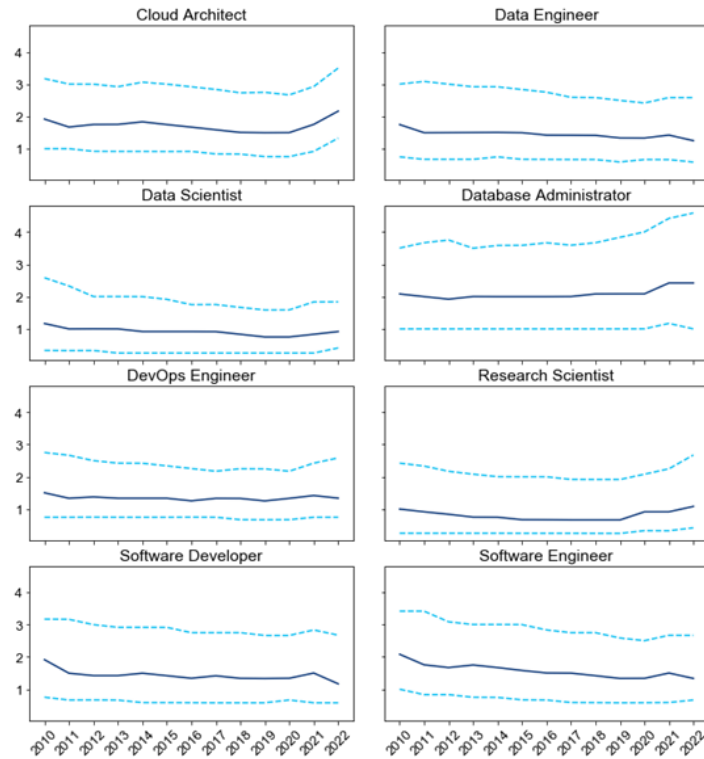 Cloud Architect
Data Engineer
4
3
2
1
Data Scientist
Database Administrator
4
3
2
1
DevOps Engineer
Research Scientist
4
3
2
1
Software Developer
Software Engineer
4
3
2
1
2010 2011 2012 2013 2014 2015 2016 2017 2018 2019 2020 2021 2022
2010 2011 2012 2013 2014 2015 2016 2017 2018 2019 2020 2021 2022